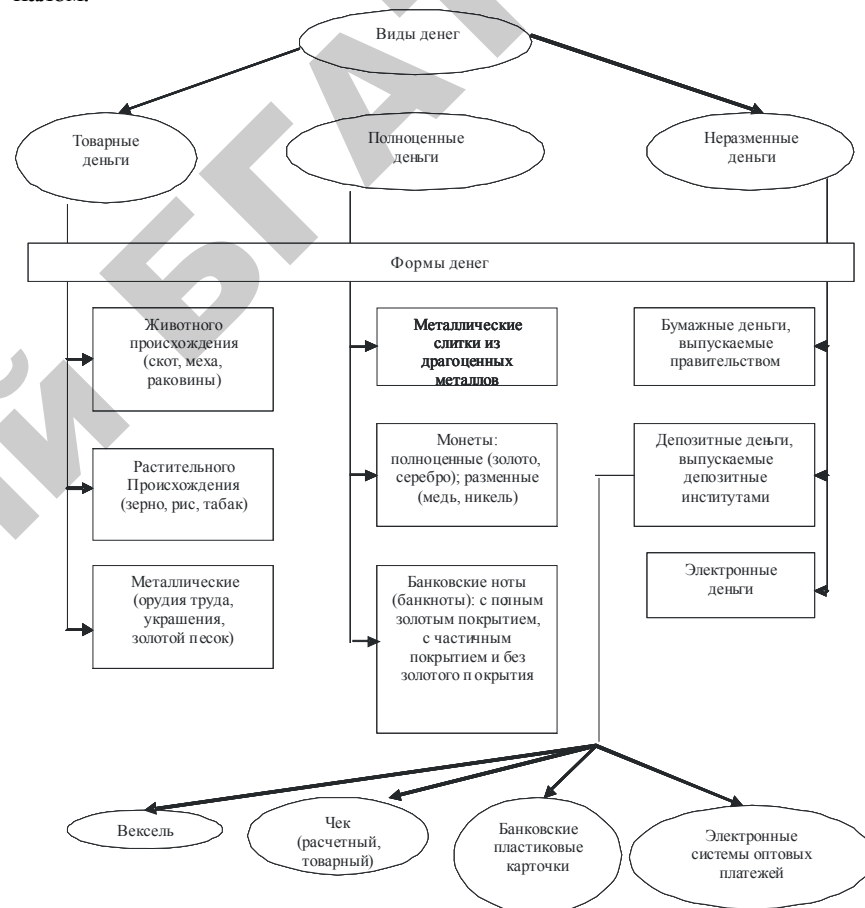 Виды денег
Товарные
деньги
Полноценные
деньги
Неразменные
деньги
Формы денег
Животного
происхождения
(скот, меха,
раковины)
Металлические
слитки из
драгоценных
металлов
Бумажные деньги,
выпускаемые
правительством
Растительного
Происхождения
(зерно, рис, табак)
Монеты:
полноценные (золото,
серебро); разменные
(медь, никель)
Депозитные деньги,
выпускаемые
депозитные
институтами
Металлические
(орудия труда,
украшения,
золотой песок)
Банковские ноты
(банкноты): с полным
золотым покрытием,
с частичным
покрытием и без
золотого п окрытия
Электронные
деньги
Вексель
Чек
(расчетный,
товарный)
Банковские
пластиковые
карточки
Электронные
системы оптовых
платежей